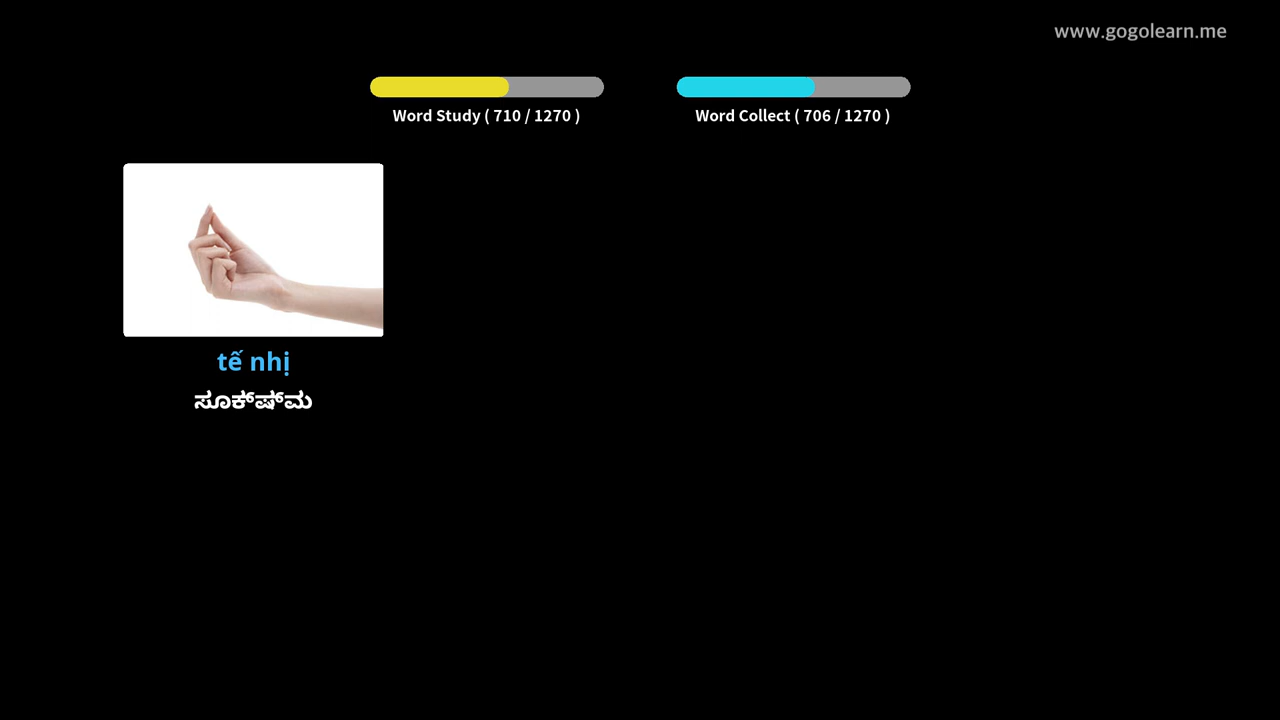 www.gogolearn.me
Word Study ( 710 / 1270 )
Word Collect ( 706 / 1270 )
tế nhị
ಸೂಕ್‌ಷ್‌ಮ